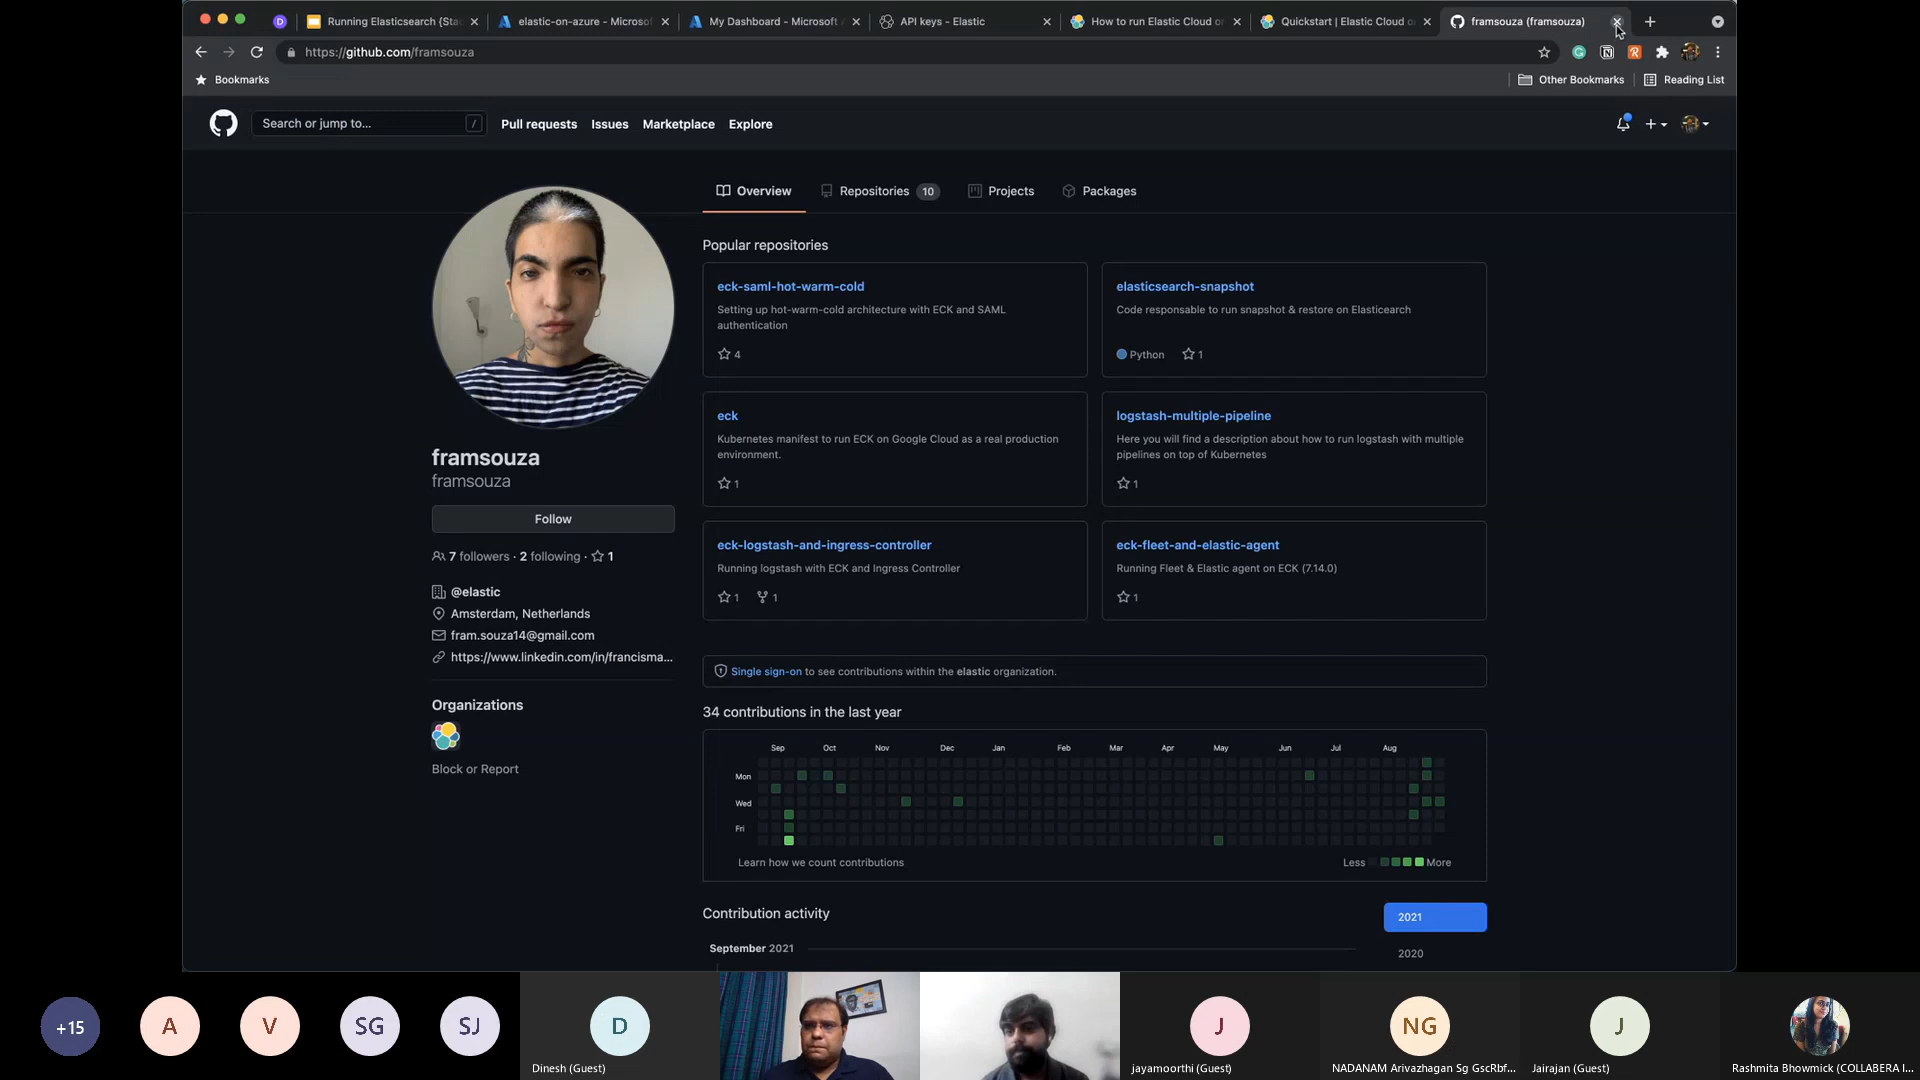 D
Running Elasticsearch (Stac
elastic-on-azure - Microsof
My Dashboard - Microsoft A
API keys - Elastic
How to run Elastic Cloud on
Quickstart | Elastic Cloud on
framsouza (framsouza)
https://github.com/framsouza
Bookmarks
Other Bookmarks
Reading List
Search or jump to...
/
Pull requests
Issues
Marketplace
Explore
Overview
Repositories 10
Projects
Packages
Popular repositories
eck-saml-hot-warm-cold
Setting up hot-warm-cold architecture with ECK and SAML
authentication
4
elasticsearch-snapshot
Code responsable to run snapshot & restore on Elasticearch
Python 1
eck
Kubernetes manifest to run ECK on Google Cloud as a real production
environment.
1
logstash-multiple-pipeline
Here you will find a description about how to run logstash with multiple
pipelines on top of Kubernetes
1
eck-logstash-and-ingress-controller
Running logstash with ECK and Ingress Controller
1 1
eck-fleet-and-elastic-agent
Running Fleet & Elastic agent on ECK (7.14.0)
1
framsouza
framsouza
Follow
7 followers · 2 following · 1
@elastic
Amsterdam, Netherlands
fram.souza14@gmail.com
https://www.linkedin.com/in/francisma...
Organizations
Block or Report
Single sign-on to see contributions within the elastic organization.
34 contributions in the last year
Sep Oct Nov Dec Jan Feb Mar Apr May Jun Jul Aug
Mon
Wed
Fri
Learn how we count contributions
Less More
Contribution activity
2021
September 2021
2020
+15
A
V
SG
SJ
D
Dinesh (Guest)
J
jayamoorthi (Guest)
NG
NADANAM Arivazhagan Sg GscRbf...
J
Jairajan (Guest)
Rashmita Bhowmick (COLLABERA I...